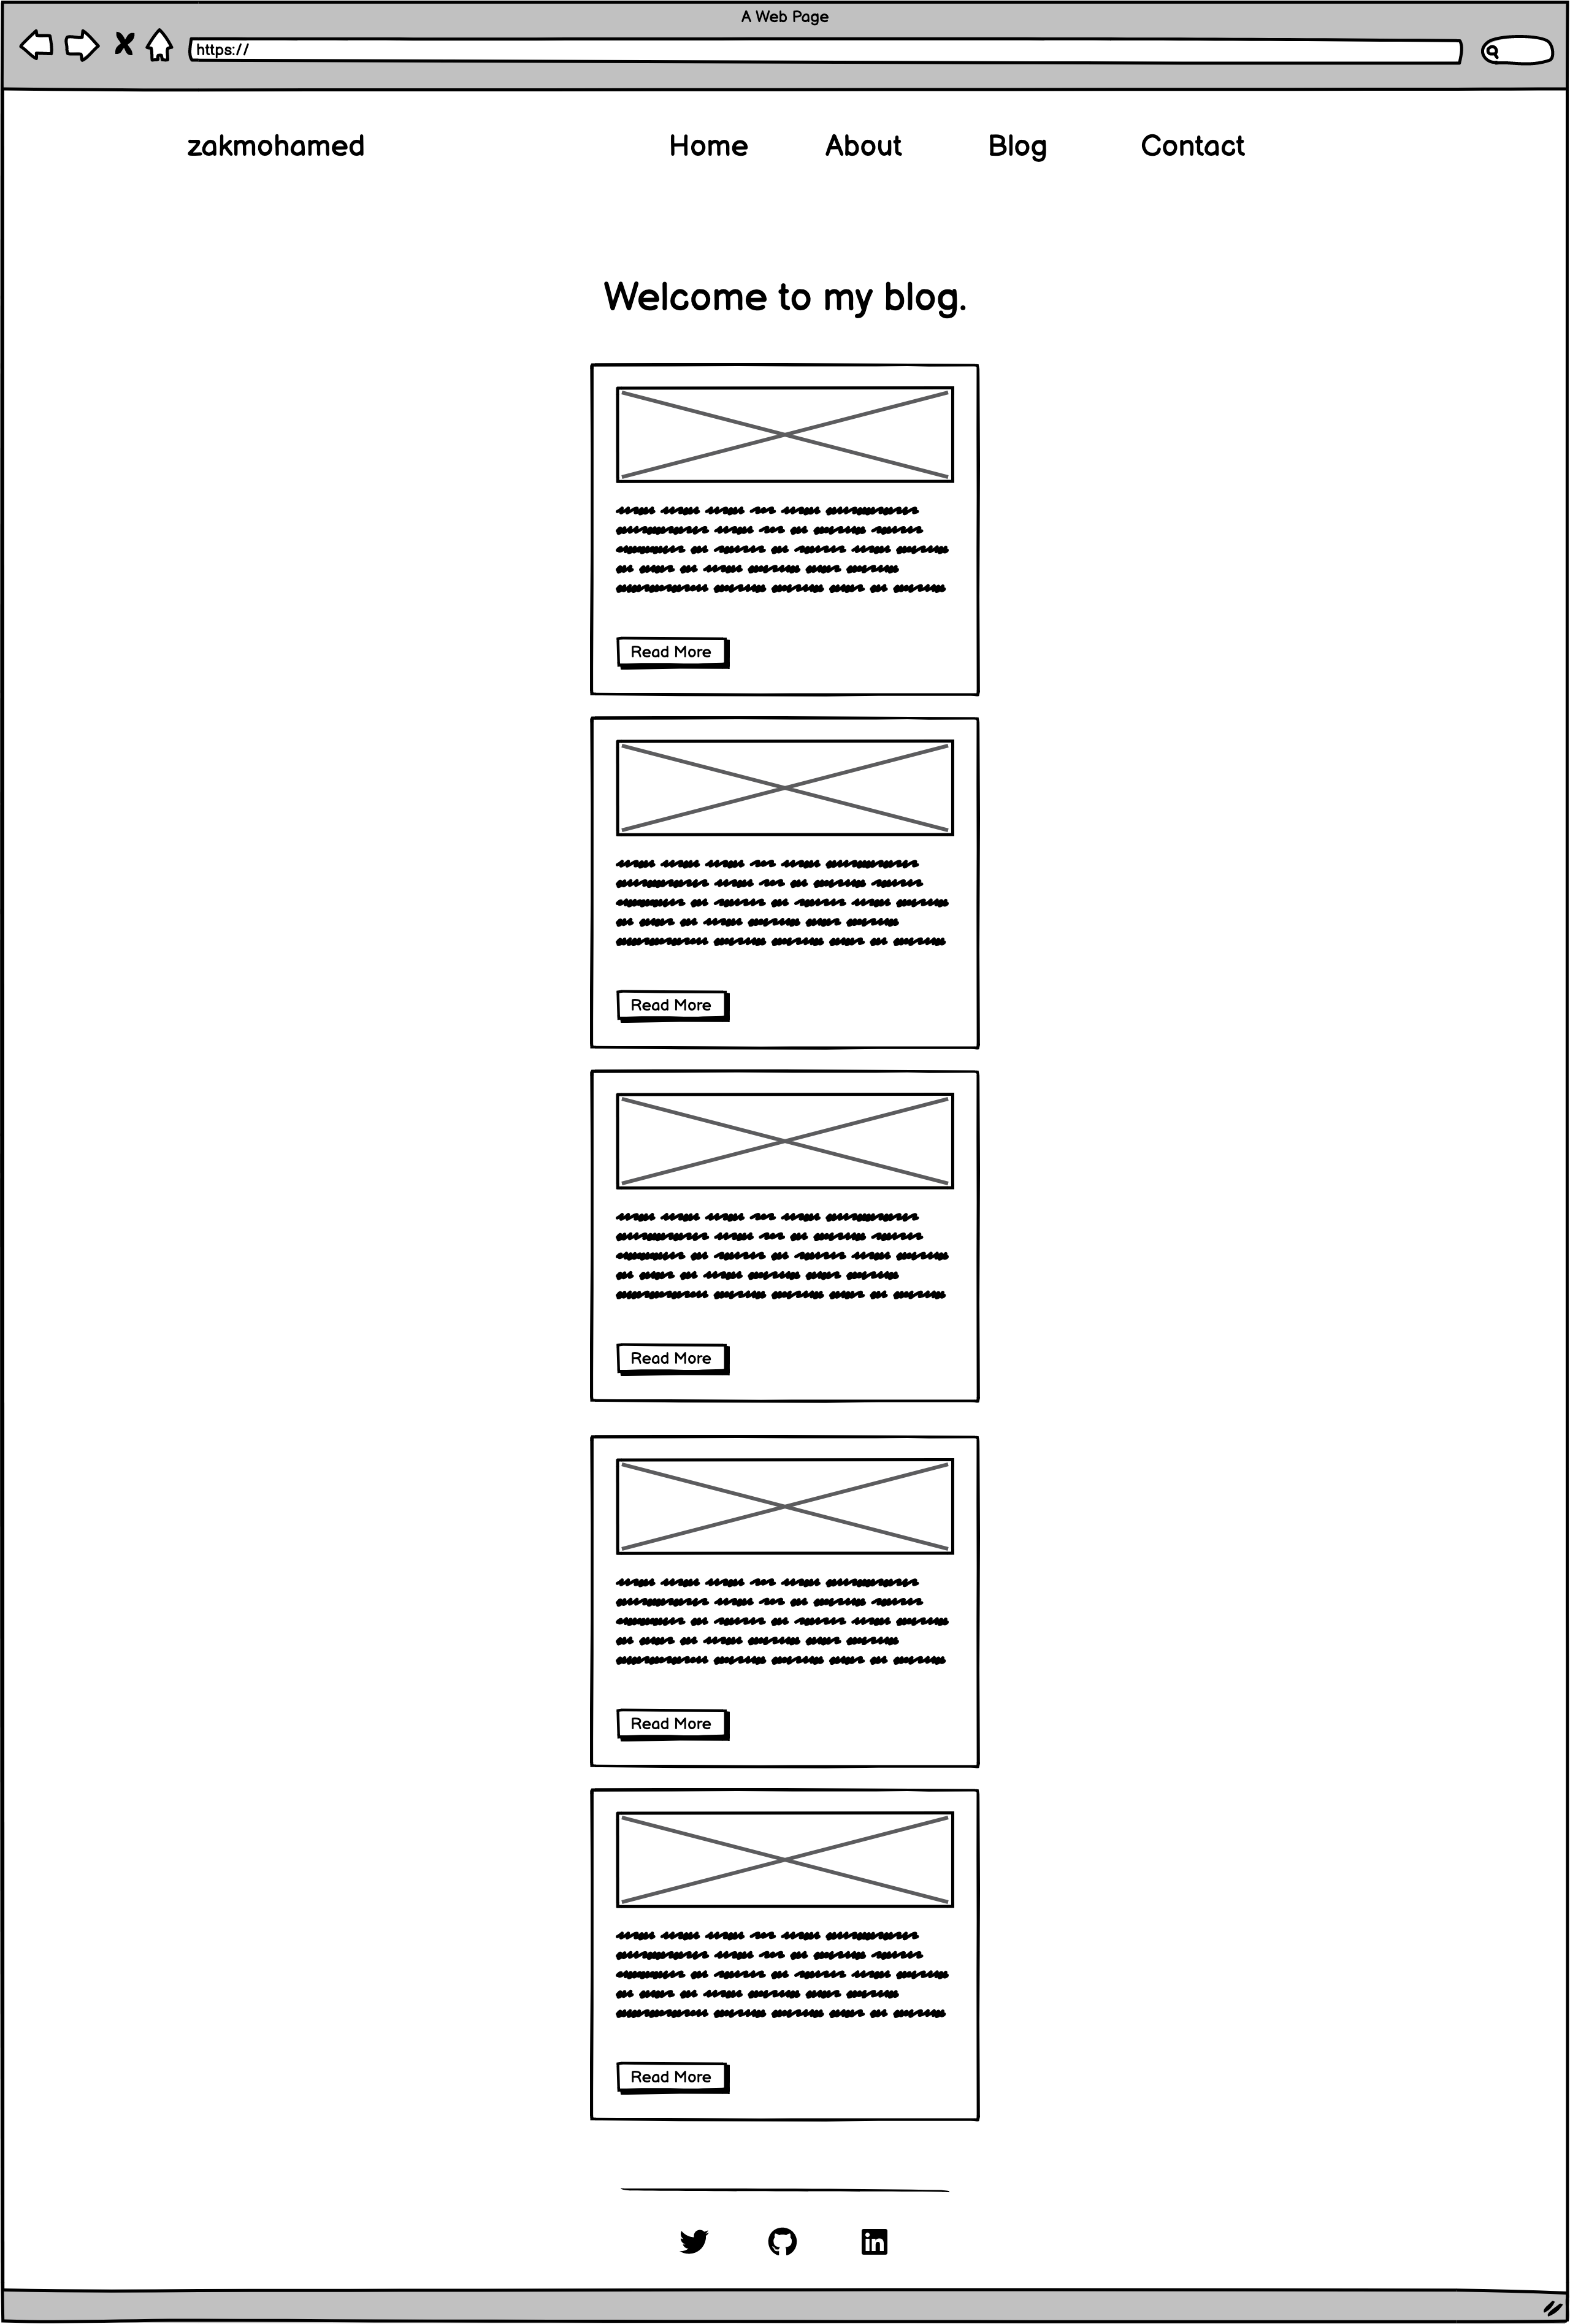 A Web Page
https://
zakmohamed Home About Blog Contact
Welcome to my blog.
Read More
Read More
Read More
Read More
Read More
in